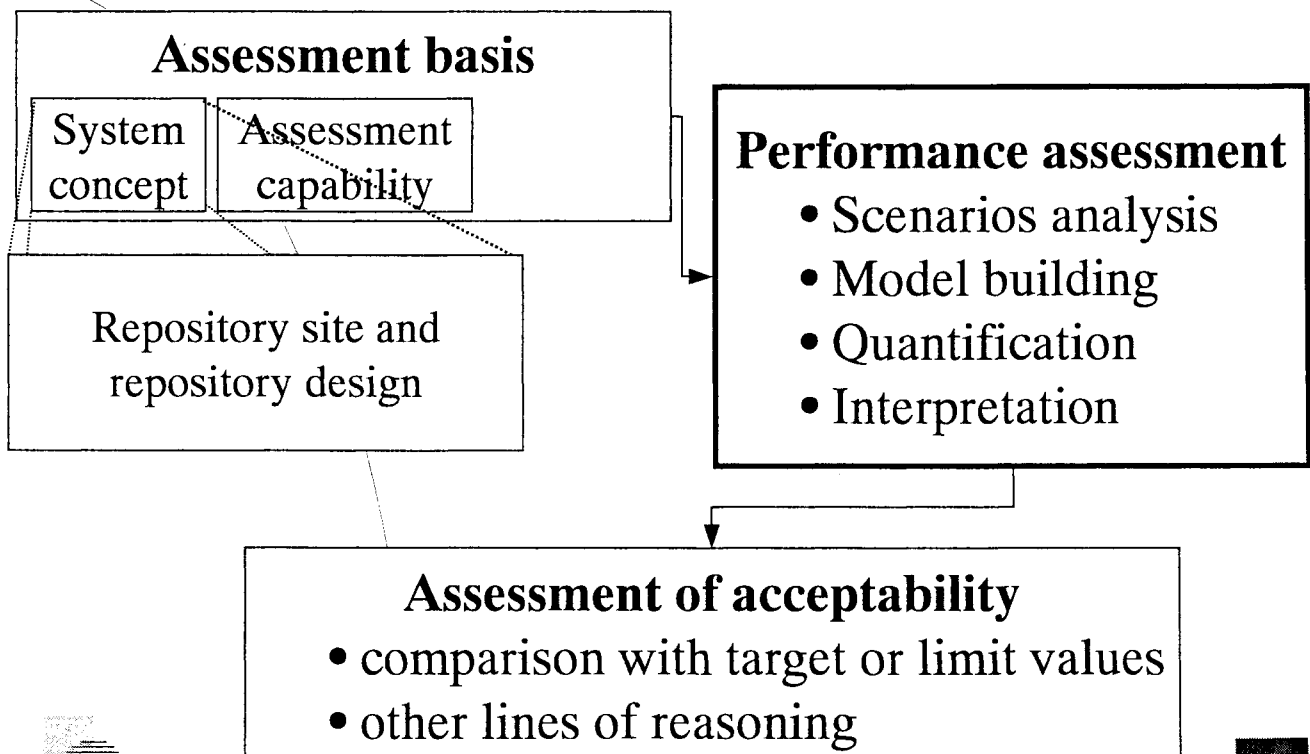 Assessment basis
System
concept
Assessment
capability
Repository site and
repository design
Performance assessment
• Scenarios analysis
• Model building
• Quantification
• Interpretation
Assessment of acceptability
• comparison with target or limit values
• other lines of reasoning